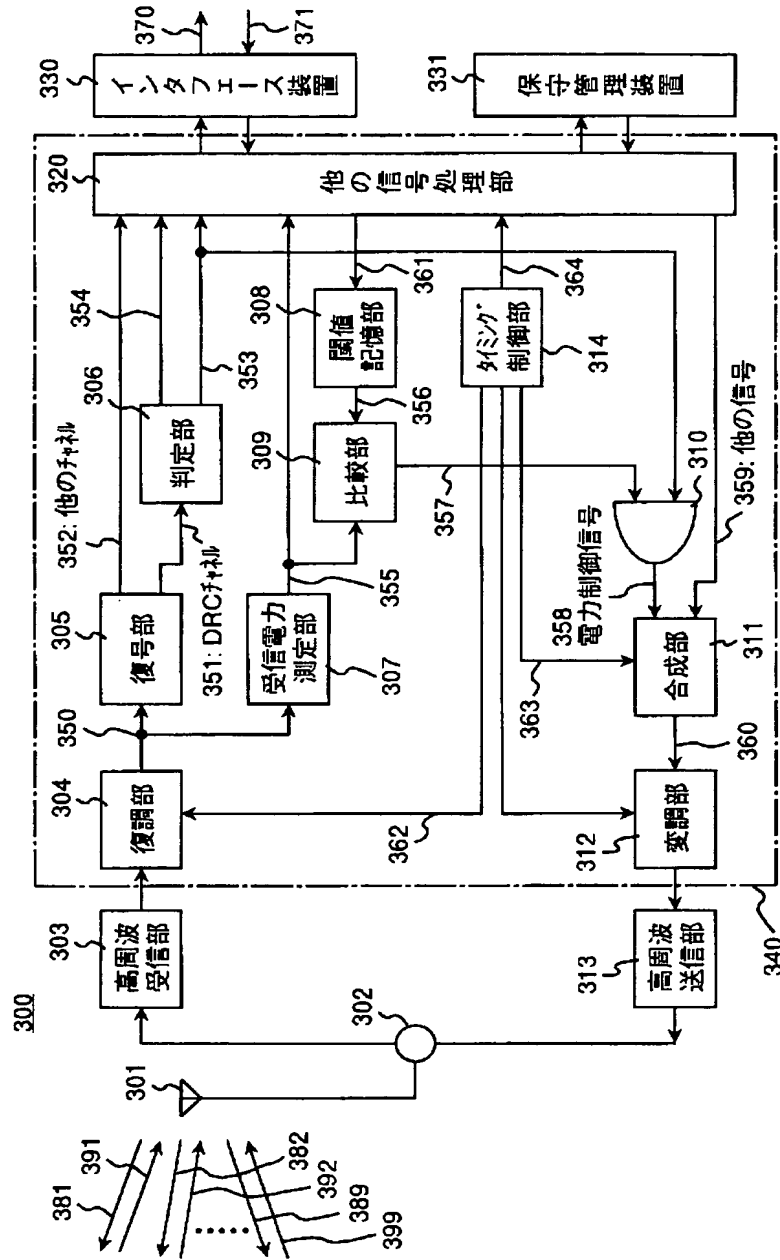 300
301
302
381
391
382
392
389
399
303
高周波
受信部
304
復調部
350
305
復号部
352: 他のチャネル
351: DRCチャネル
306
判定部
354
353
307
受信電力
測定部
355
309
比較部
356
308
閾値
記憶部
361
357
タイミング
制御部
314
364
362
363
310
358
電力制御信号
359: 他の信号
311
合成部
360
312
変調部
313
高周波
送信部
340
320
他の信号処理部
330
インタフェース装置
370
371
331
保守管理装置